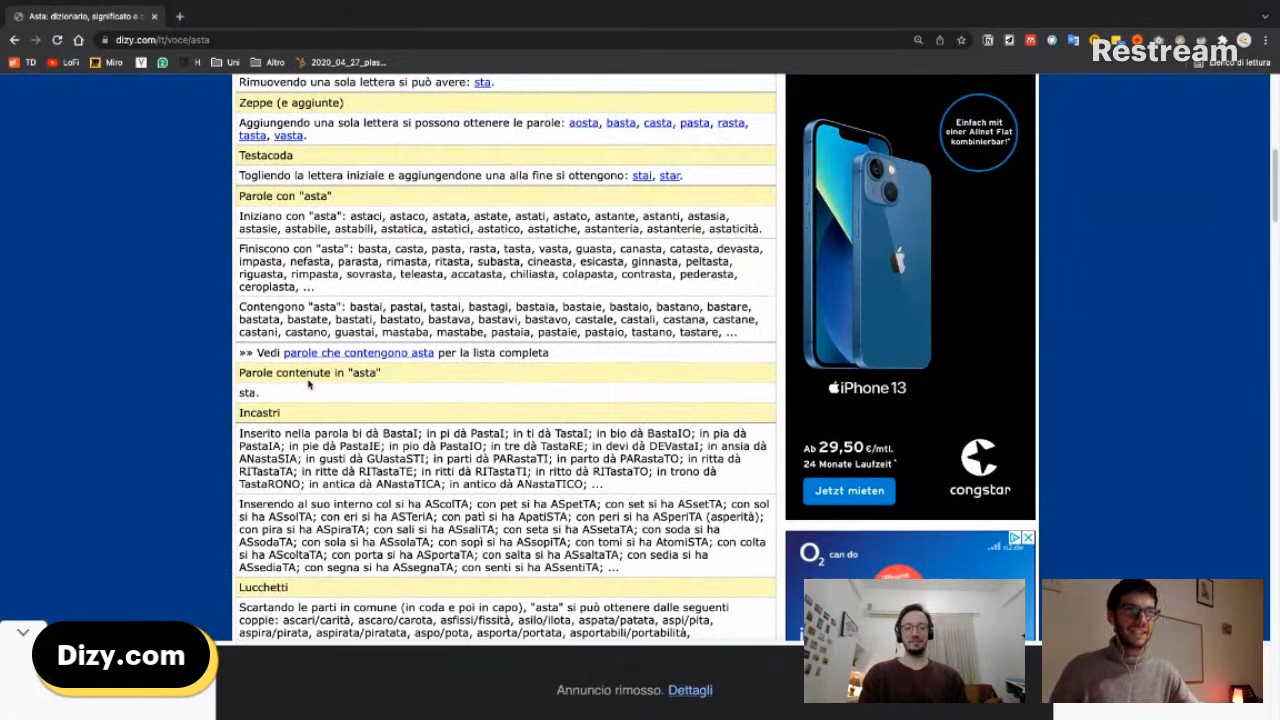 Asta: dizionario, significato e c
dizy.com/it/voce/asta
Restream
TD
LoFi
Miro
H
Uni
Altro
2020_04_27_plas...
Elenco di lettura
Rimuovendo una sola lettera si può avere: sta.
Zeppe (e aggiunte)
Aggiungendo una sola lettera si possono ottenere le parole: aosta, basta, casta, pasta, rasta,
tasta, vasta.
Testacoda
Togliendo la lettera iniziale e aggiungendone una alla fine si ottengono: stai, star.
Parole con "asta"
Iniziano con "asta": astaci, astaco, astata, astate, astati, astato, astante, astanti, astasia,
astasie, astabile, astabili, astatica, astatici, astatico, astatiche, astanteria, astanterie, astaticità.
Finiscono con "asta": basta, casta, pasta, rasta, tasta, vasta, guasta, canasta, catasta, devasta,
impasta, nefasta, parasta, rimasta, ritasta, subasta, cineasta, esicasta, ginnasta, peltasta,
riguasta, rimpasta, sovrasta, teleasta, accatasta, chiliasta, colapasta, contrasta, pederasta,
ceroplasta, ...
Contengono "asta": bastai, pastai, tastai, bastagi, bastaia, bastaie, bastaio, bastano, bastare,
bastata, bastate, bastati, bastato, bastava, bastavi, bastavo, castale, castali, castana, castane,
castani, castano, guastai, mastaba, mastabe, pastaia, pastaie, pastaio, tastano, tastare, ...
»» Vedi parole che contengono asta per la lista completa
Parole contenute in "asta"
sta.
Incastri
Inserito nella parola bi dà BastaI; in pi dà PastaI; in ti dà TastaI; in bio dà BastaIO; in pia dà
PastaIA; in pie dà PastaIE; in pio dà PastaIO; in tre dà TastaRE; in devi dà DEVastaI; in ansia dà
ANastaSIA; in gusti dà GUastaSTI; in parti dà PARastaTI; in parto dà PARastaTO; in ritta dà
RITastaTA; in ritte dà RITastaTE; in ritti dà RITastaTI; in ritto dà RITastaTO; in trono dà
TastaRONO; in antica dà ANastaTICA; in antico dà ANastaTICO; ...
Inserendo al suo interno col si ha AScolTA; con pet si ha ASpetTA; con set si ha ASsetTA; con sol
si ha ASsolTA; con eri si ha ASTeriA; con patì si ha ApatiSTA; con peri si ha ASperiTA (asperità);
con pira si ha ASpiraTA; con sali si ha ASsaliTA; con seta si ha ASsetaTA; con soda si ha
ASsodaTA; con sola si ha ASsolaTA; con sopì si ha ASsopiTA; con tomi si ha AtomiSTA; con colta
si ha AScoltaTA; con porta si ha ASportaTA; con salta si ha ASsaltaTA; con sedia si ha
ASsediaTA; con segna si ha ASsegnaTA; con senti si ha ASsentiTA; ...
Lucchetti
Scartando le parti in comune (in coda e poi in capo), "asta" si può ottenere dalle seguenti
coppie: ascari/carità, ascaro/carota, asfissi/fissità, asilo/ilota, aspata/patata, aspi/pita,
aspira/pirata, aspirata/piratata, aspo/pota, asporta/portata, asportabili/portabilità,
Einfach mit
einer Allnet Flat
kombinierbar!*
iPhone 13
Ab 29,50 €/mtl.
24 Monate Laufzeit*
Jetzt mieten
congstar
O2 can do
o2.de
Dizy.com
Annuncio rimosso. Dettagli